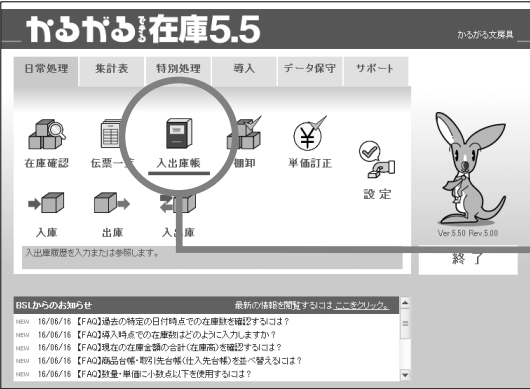 かるがるできる在庫5.5
かるがる文房具
日常処理 集計表 特別処理 導入 データ保守 サポート
在庫確認 伝票一 入出庫帳 棚卸 単価訂正
設定
入庫 出庫 入出庫
Ver.5.50 Rev.5.00
入出庫履歴を入力または参照します。
終了
BSLからのお知らせ 最新の情報を閲覧するには ここをクリック。
NEW 16/06/16 【FAQ】過去の特定の日付時点での在庫数を確認するには?
NEW 16/06/16 【FAQ】導入時点での在庫数はどのように入力しますか?
NEW 16/06/16 【FAQ】現在の在庫金額の合計(在庫高)を確認するには?
NEW 16/06/16 【FAQ】商品台帳・取引先台帳(仕入先台帳)を並べ替えるには?
NEW 16/06/16 【FAQ】数量・単価に小数点以下を使用するには?